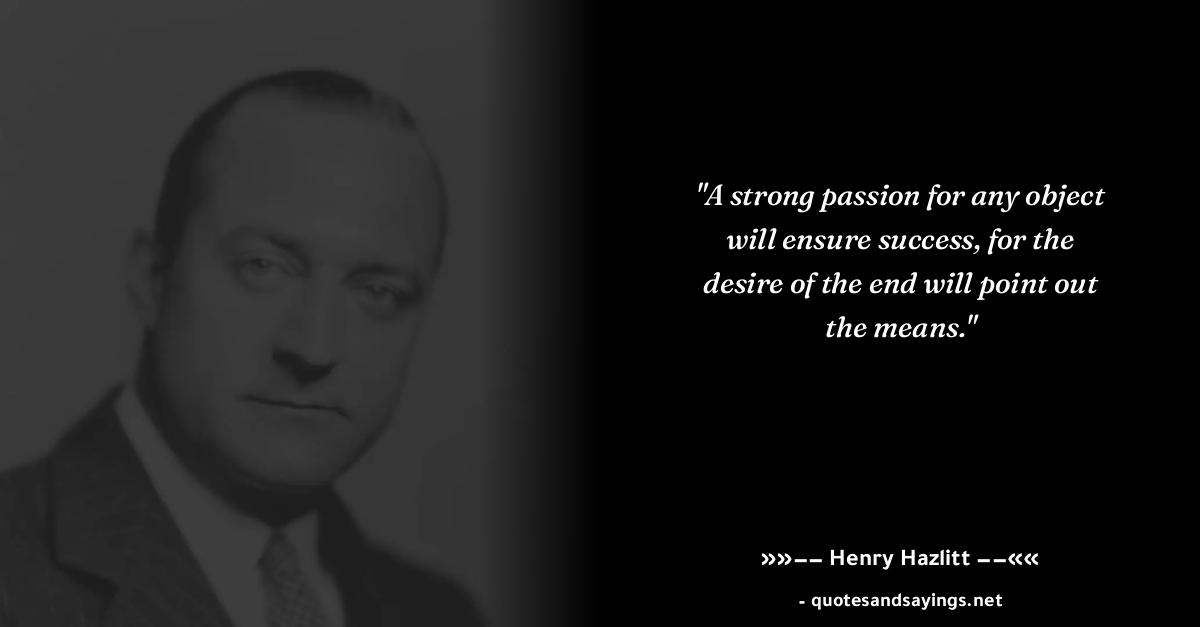 "A strong passion for any object
will ensure success, for the
desire of the end will point out
the means."
»»—— Henry Hazlitt ——««
- quotesandsayings.net